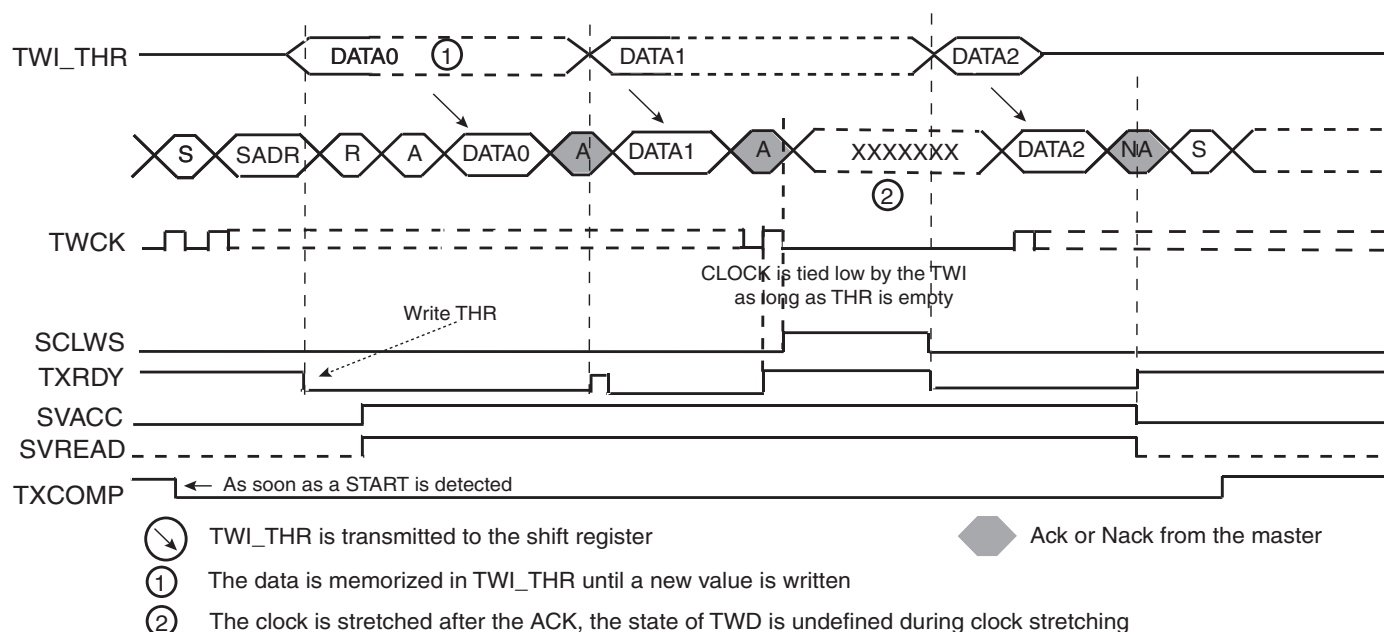 TWI_THR DATA0 1 DATA1 DATA2
S SADR R A DATA0 A DATA1 A XXXXXXX DATA2 NA S
2
TWCK
CLOCK is tied low by the TWI
as long as THR is empty
Write THR
SCLWS
TXRDY
SVACC
SVREAD
TXCOMP As soon as a START is detected
TWI_THR is transmitted to the shift register Ack or Nack from the master
1 The data is memorized in TWI_THR until a new value is written
2 The clock is stretched after the ACK, the state of TWD is undefined during clock stretching